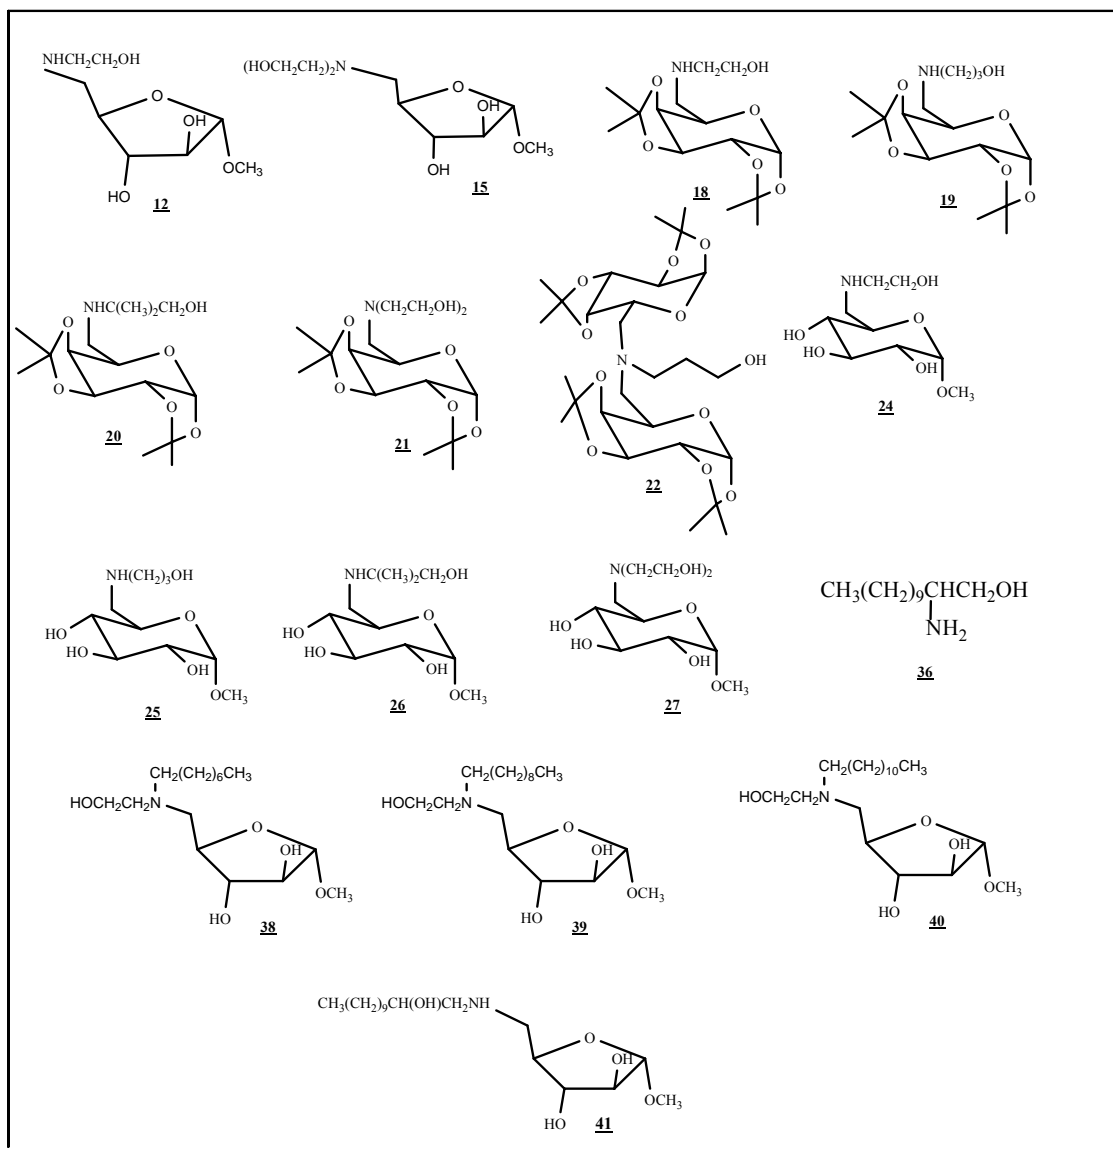 NHCH₂CH₂OH
O
OH
OCH₃
HO
12
(HOCH₂CH₂)₂N
O
OH
OCH₃
OH
15
NHCH₂CH₂OH
O
O
O
O
O
18
NH(CH₂)₃OH
O
O
O
O
O
19
NHC(CH₃)₂CH₂OH
O
O
O
O
O
20
N(CH₂CH₂OH)₂
O
O
O
O
O
21
O
O
O
O
O
N
OH
O
O
O
O
O
22
NHCH₂CH₂OH
O
HO
HO
OH
OCH₃
24
NH(CH₂)₃OH
O
HO
HO
OH
OCH₃
25
NHC(CH₃)₂CH₂OH
O
HO
HO
OH
OCH₃
26
N(CH₂CH₂OH)₂
O
HO
HO
OH
OCH₃
27
CH₃(CH₂)₉CHCH₂OH
NH₂
36
CH₂(CH₂)₆CH₃
HOCH₂CH₂N
O
OH
OCH₃
HO
38
CH₂(CH₂)₈CH₃
HOCH₂CH₂N
O
OH
OCH₃
HO
39
CH₂(CH₂)₁₀CH₃
HOCH₂CH₂N
O
OH
OCH₃
HO
40
CH₃(CH₂)₉CH(OH)CH₂NH
O
OH
OCH₃
HO
41